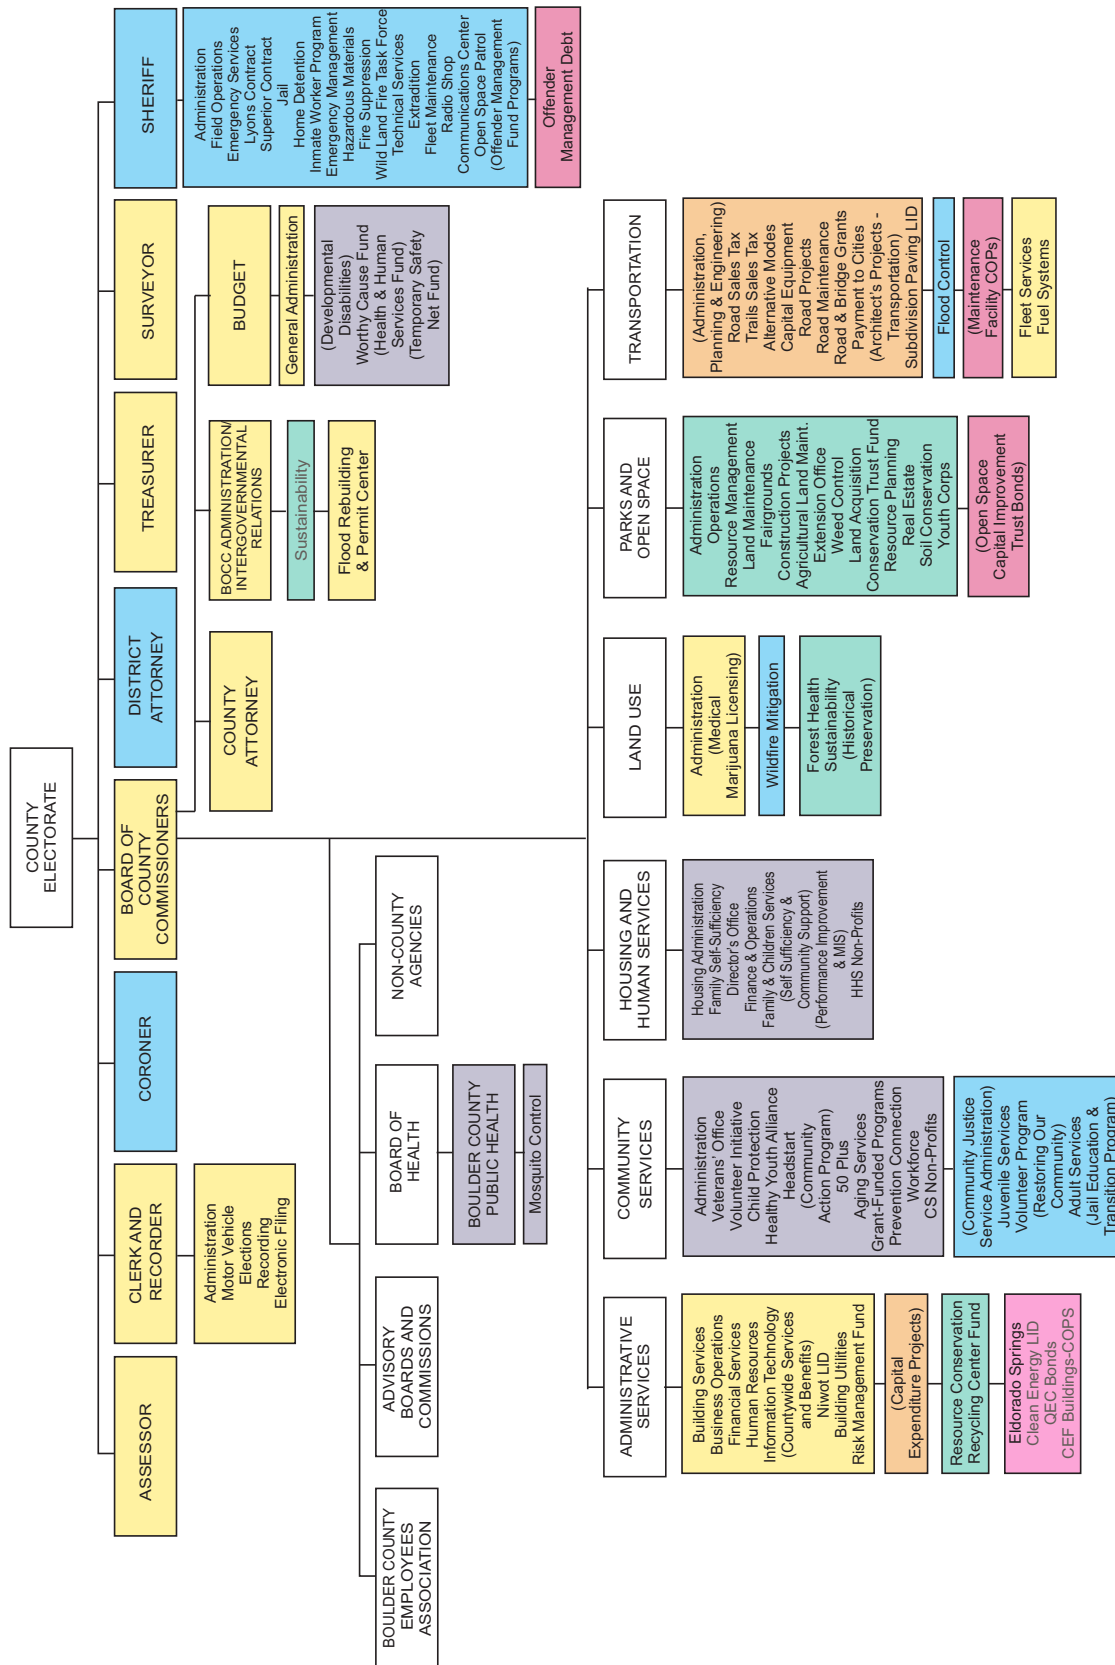 COUNTY
ELECTORATE
ASSESSOR
CLERK AND
RECORDER
Administration
Motor Vehicle
Elections
Recording
Electronic Filing
CORONER
BOARD OF
COUNTY
COMMISSIONERS
DISTRICT
ATTORNEY
TREASURER
SURVEYOR
SHERIFF
Administration
Field Operations
Emergency Services
Lyons Contract
Superior Contract
Jail
Home Detention
Inmate Worker Program
Emergency Management
Hazardous Materials
Fire Suppression
Wild Land Fire Task Force
Technical Services
Extradition
Fleet Maintenance
Radio Shop
Communications Center
Open Space Patrol
(Offender Management
Fund Programs)
Offender
Management Debt
COUNTY
ATTORNEY
BOCC ADMINISTRATION/
INTERGOVERNMENTAL
RELATIONS
Sustainability
Flood Rebuilding
& Permit Center
BUDGET
General Administration
(Developmental
Disabilities)
Worthy Cause Fund
(Health & Human
Services Fund)
(Temporary Safety
Net Fund)
BOULDER COUNTY
EMPLOYEES
ASSOCIATION
ADVISORY
BOARDS AND
COMMISSIONS
BOARD OF
HEALTH
BOULDER COUNTY
PUBLIC HEALTH
Mosquito Control
NON-COUNTY
AGENCIES
ADMINISTRATIVE
SERVICES
Building Services
Business Operations
Financial Services
Human Resources
Information Technology
(Countywide Services
and Benefits)
Niwot LID
Building Utilities
Risk Management Fund
(Capital
Expenditure Projects)
Resource Conservation
Recycling Center Fund
Eldorado Springs
Clean Energy LID
QEC Bonds
CEF Buildings-COPS
COMMUNITY
SERVICES
Administration
Veterans' Office
Volunteer Initiative
Child Protection
Healthy Youth Alliance
Headstart
(Community
Action Program)
50 Plus
Aging Services
Grant-Funded Programs
Prevention Connection
Workforce
CS Non-Profits
(Community Justice
Service Administration)
Juvenile Services
Volunteer Program
(Restoring Our
Community)
Adult Services
(Jail Education &
Transition Program)
HOUSING AND
HUMAN SERVICES
Housing Administration
Family Self-Sufficiency
Director's Office
Finance & Operations
Family & Children Services
(Self Sufficiency &
Community Support)
(Performance Improvement
& MIS)
HHS Non-Profits
LAND USE
Administration
(Medical
Marijuana Licensing)
Wildfire Mitigation
Forest Health
Sustainability
(Historical
Preservation)
PARKS AND
OPEN SPACE
Administration
Operations
Resource Management
Land Maintenance
Fairgrounds
Construction Projects
Agricultural Land Maint.
Extension Office
Weed Control
Land Acquisition
Conservation Trust Fund
Resource Planning
Real Estate
Soil Conservation
Youth Corps
(Open Space
Capital Improvement
Trust Bonds)
TRANSPORTATION
(Administration,
Planning & Engineering)
Road Sales Tax
Trails Sales Tax
Alternative Modes
Capital Equipment
Road Projects
Road Maintenance
Road & Bridge Grants
Payment to Cities
(Architect's Projects -
Transportation)
Subdivision Paving LID
Flood Control
(Maintenance
Facility COPs)
Fleet Services
Fuel Systems